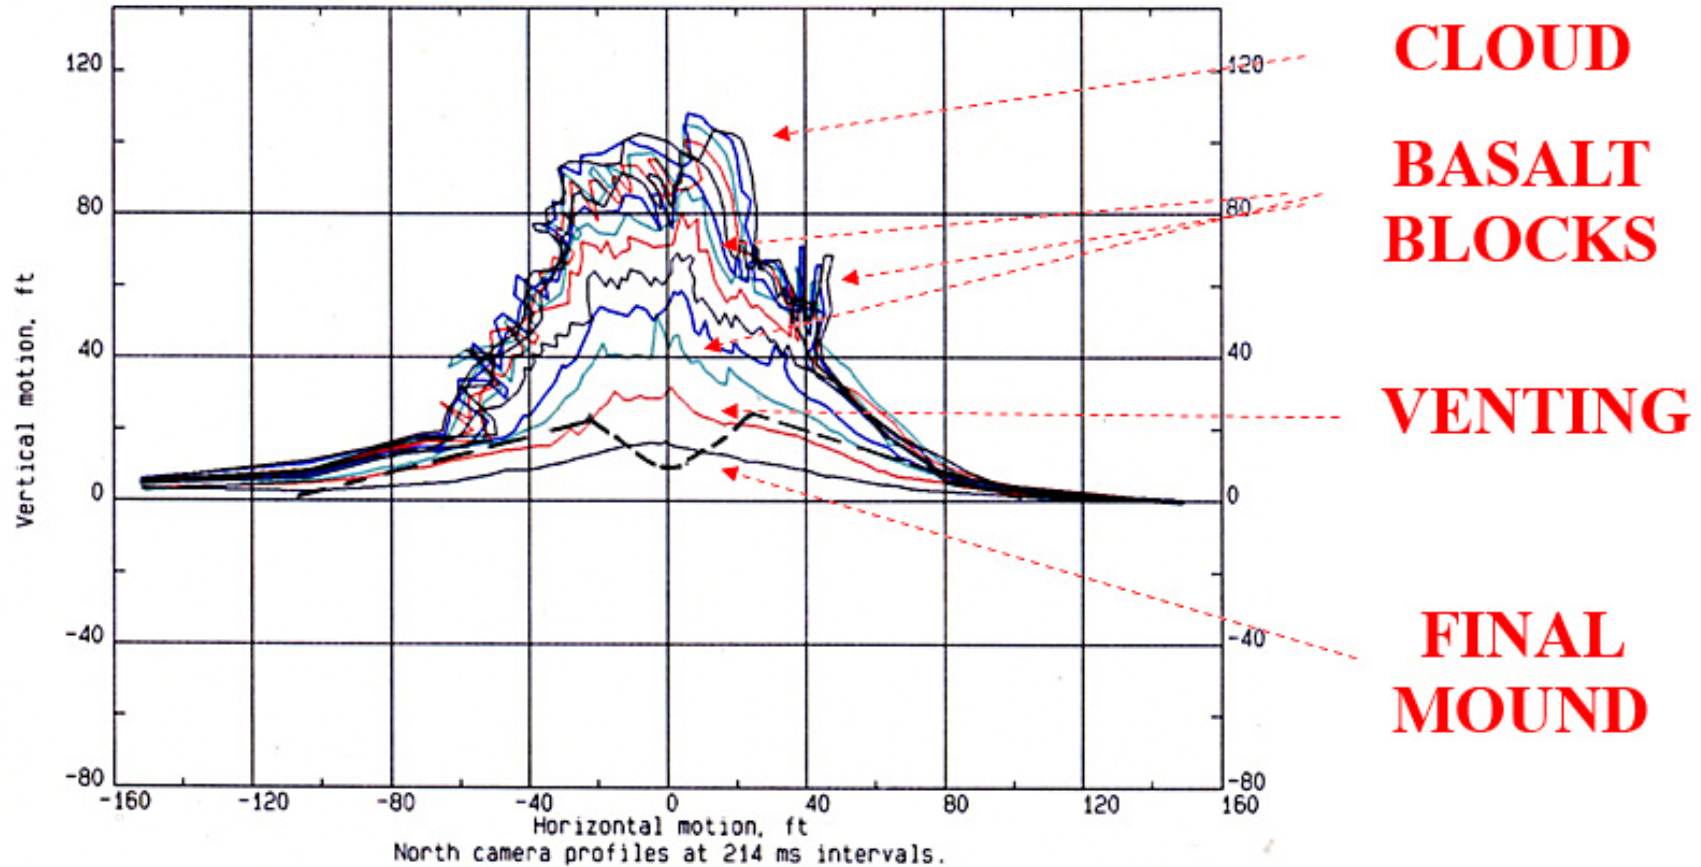 120
80
40
0
-40
-80
Vertical motion, ft
-160 -120 -80 -40 0 40 80 120 160
Horizontal motion, ft
North camera profiles at 214 ms intervals.
120
80
40
0
-40
-80
CLOUD
BASALT
BLOCKS
VENTING
FINAL
MOUND